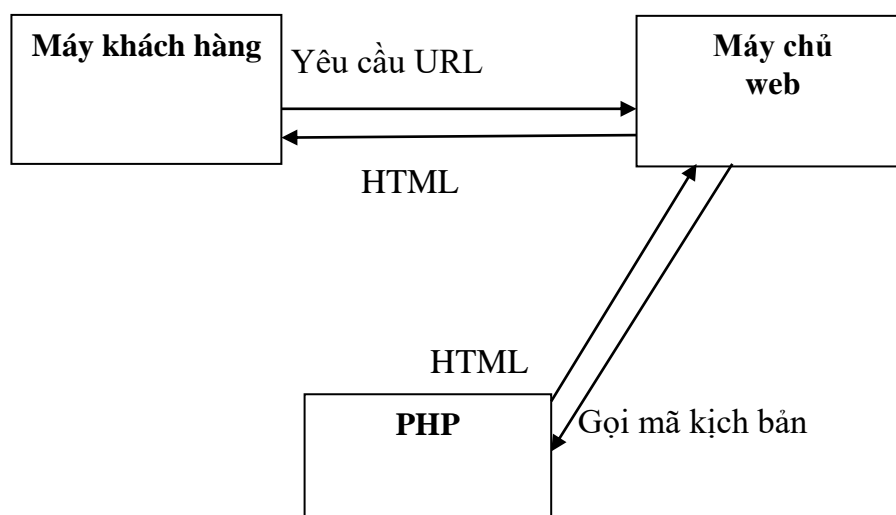 Máy khách hàng
Yêu cầu URL
Máy chủ
web
HTML
HTML
PHP
Gọi mã kịch bản